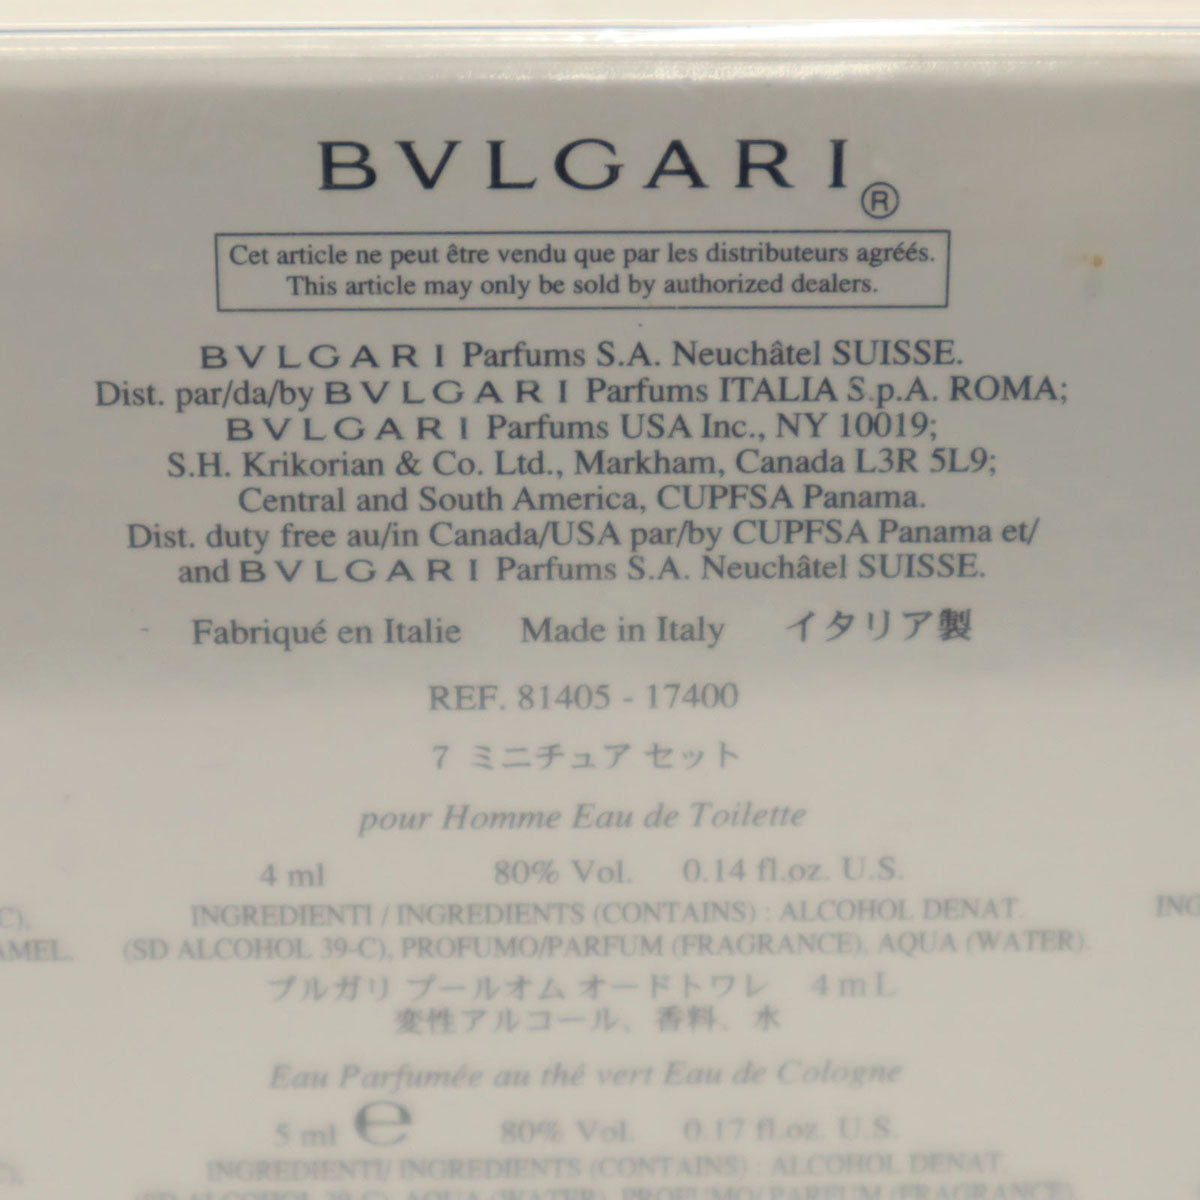 BVLGARI®
Cet article ne peut être vendu que par les distributeurs agréés.
This article may only be sold by authorized dealers.
BVLGARI Parfums S.A. Neuchâtel SUISSE.
Dist. par/da/by BVLGARI Parfums ITALIA S.p.A. ROMA;
BVLGARI Parfums USA Inc., NY 10019;
S.H. Krikorian & Co. Ltd., Markham, Canada L3R 5L9;
Central and South America, CUPFSA Panama.
Dist. duty free au/in Canada/USA par/by CUPFSA Panama et/
and BVLGARI Parfums S.A. Neuchâtel SUISSE.
Fabriqué en Italie Made in Italy イタリア製
REF. 81405 - 17400
7 ミニチュア セット
pour Homme Eau de Toilette
4 ml 80% Vol. 0.14 fl.oz. U.S.
INGREDIENTI / INGREDIENTS (CONTAINS) : ALCOHOL DENAT.
(SD ALCOHOL 39-C), PROFUMO/PARFUM (FRAGRANCE), AQUA (WATER).
ブルガリ プールオム オードトワレ 4mL
変性アルコール、香料、水
Eau Parfumée au thé vert Eau de Cologne
5 ml e 80% Vol. 0.17 fl.oz. U.S.
INGREDIENTI/ INGREDIENTS (CONTAINS) : ALCOHOL DENAT.
(SD ALCOHOL 39-C), AQUA (WATER), PROFUMO/PARFUM (FRAGRANCE)